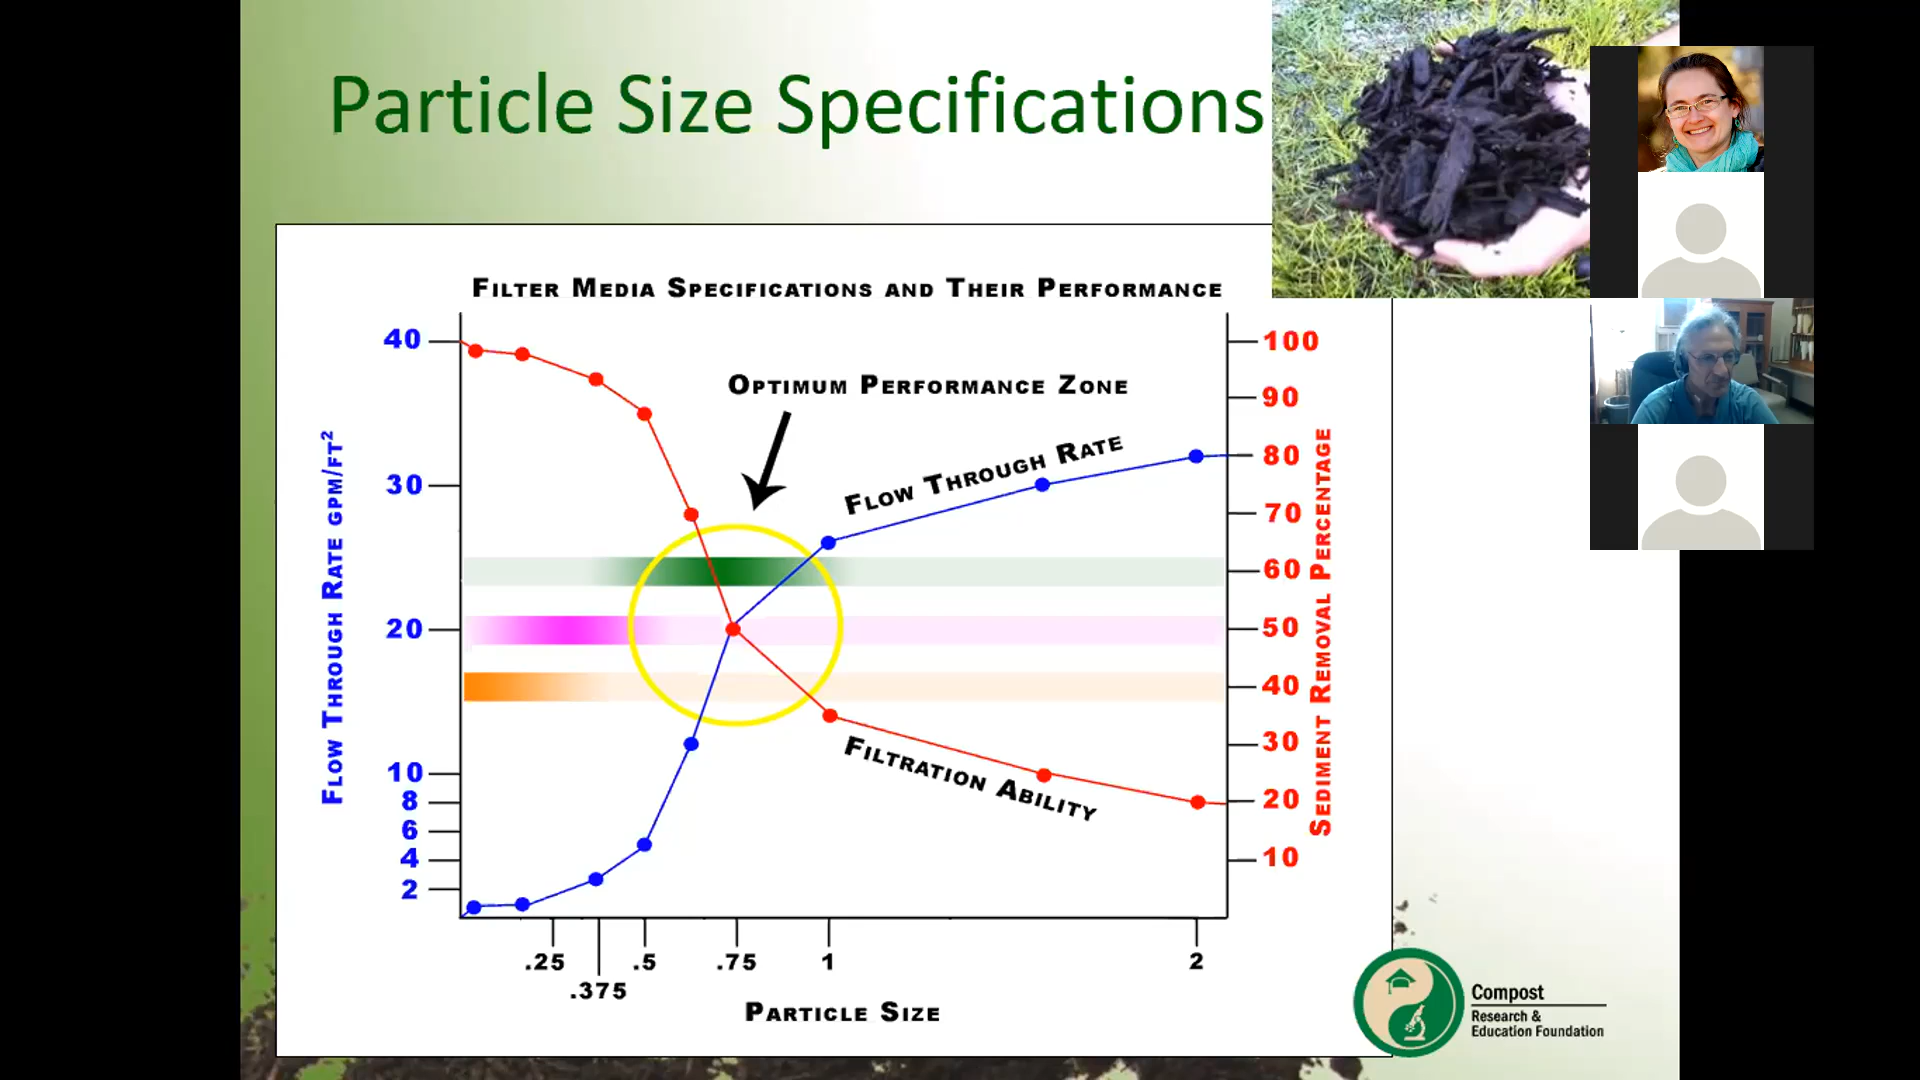 Particle Size Specifications
FILTER MEDIA SPECIFICATIONS AND THEIR PERFORMANCE
OPTIMUM PERFORMANCE ZONE
FLOW THROUGH RATE
FILTRATION ABILITY
FLOW THROUGH RATE GPM/FT²
40
30
20
10
8
6
4
2
100
90
80
70
60
50
40
30
20
10
SEDIMENT REMOVAL PERCENTAGE
.25
.375
.5
.75
1
2
PARTICLE SIZE
Compost
Research &
Education Foundation